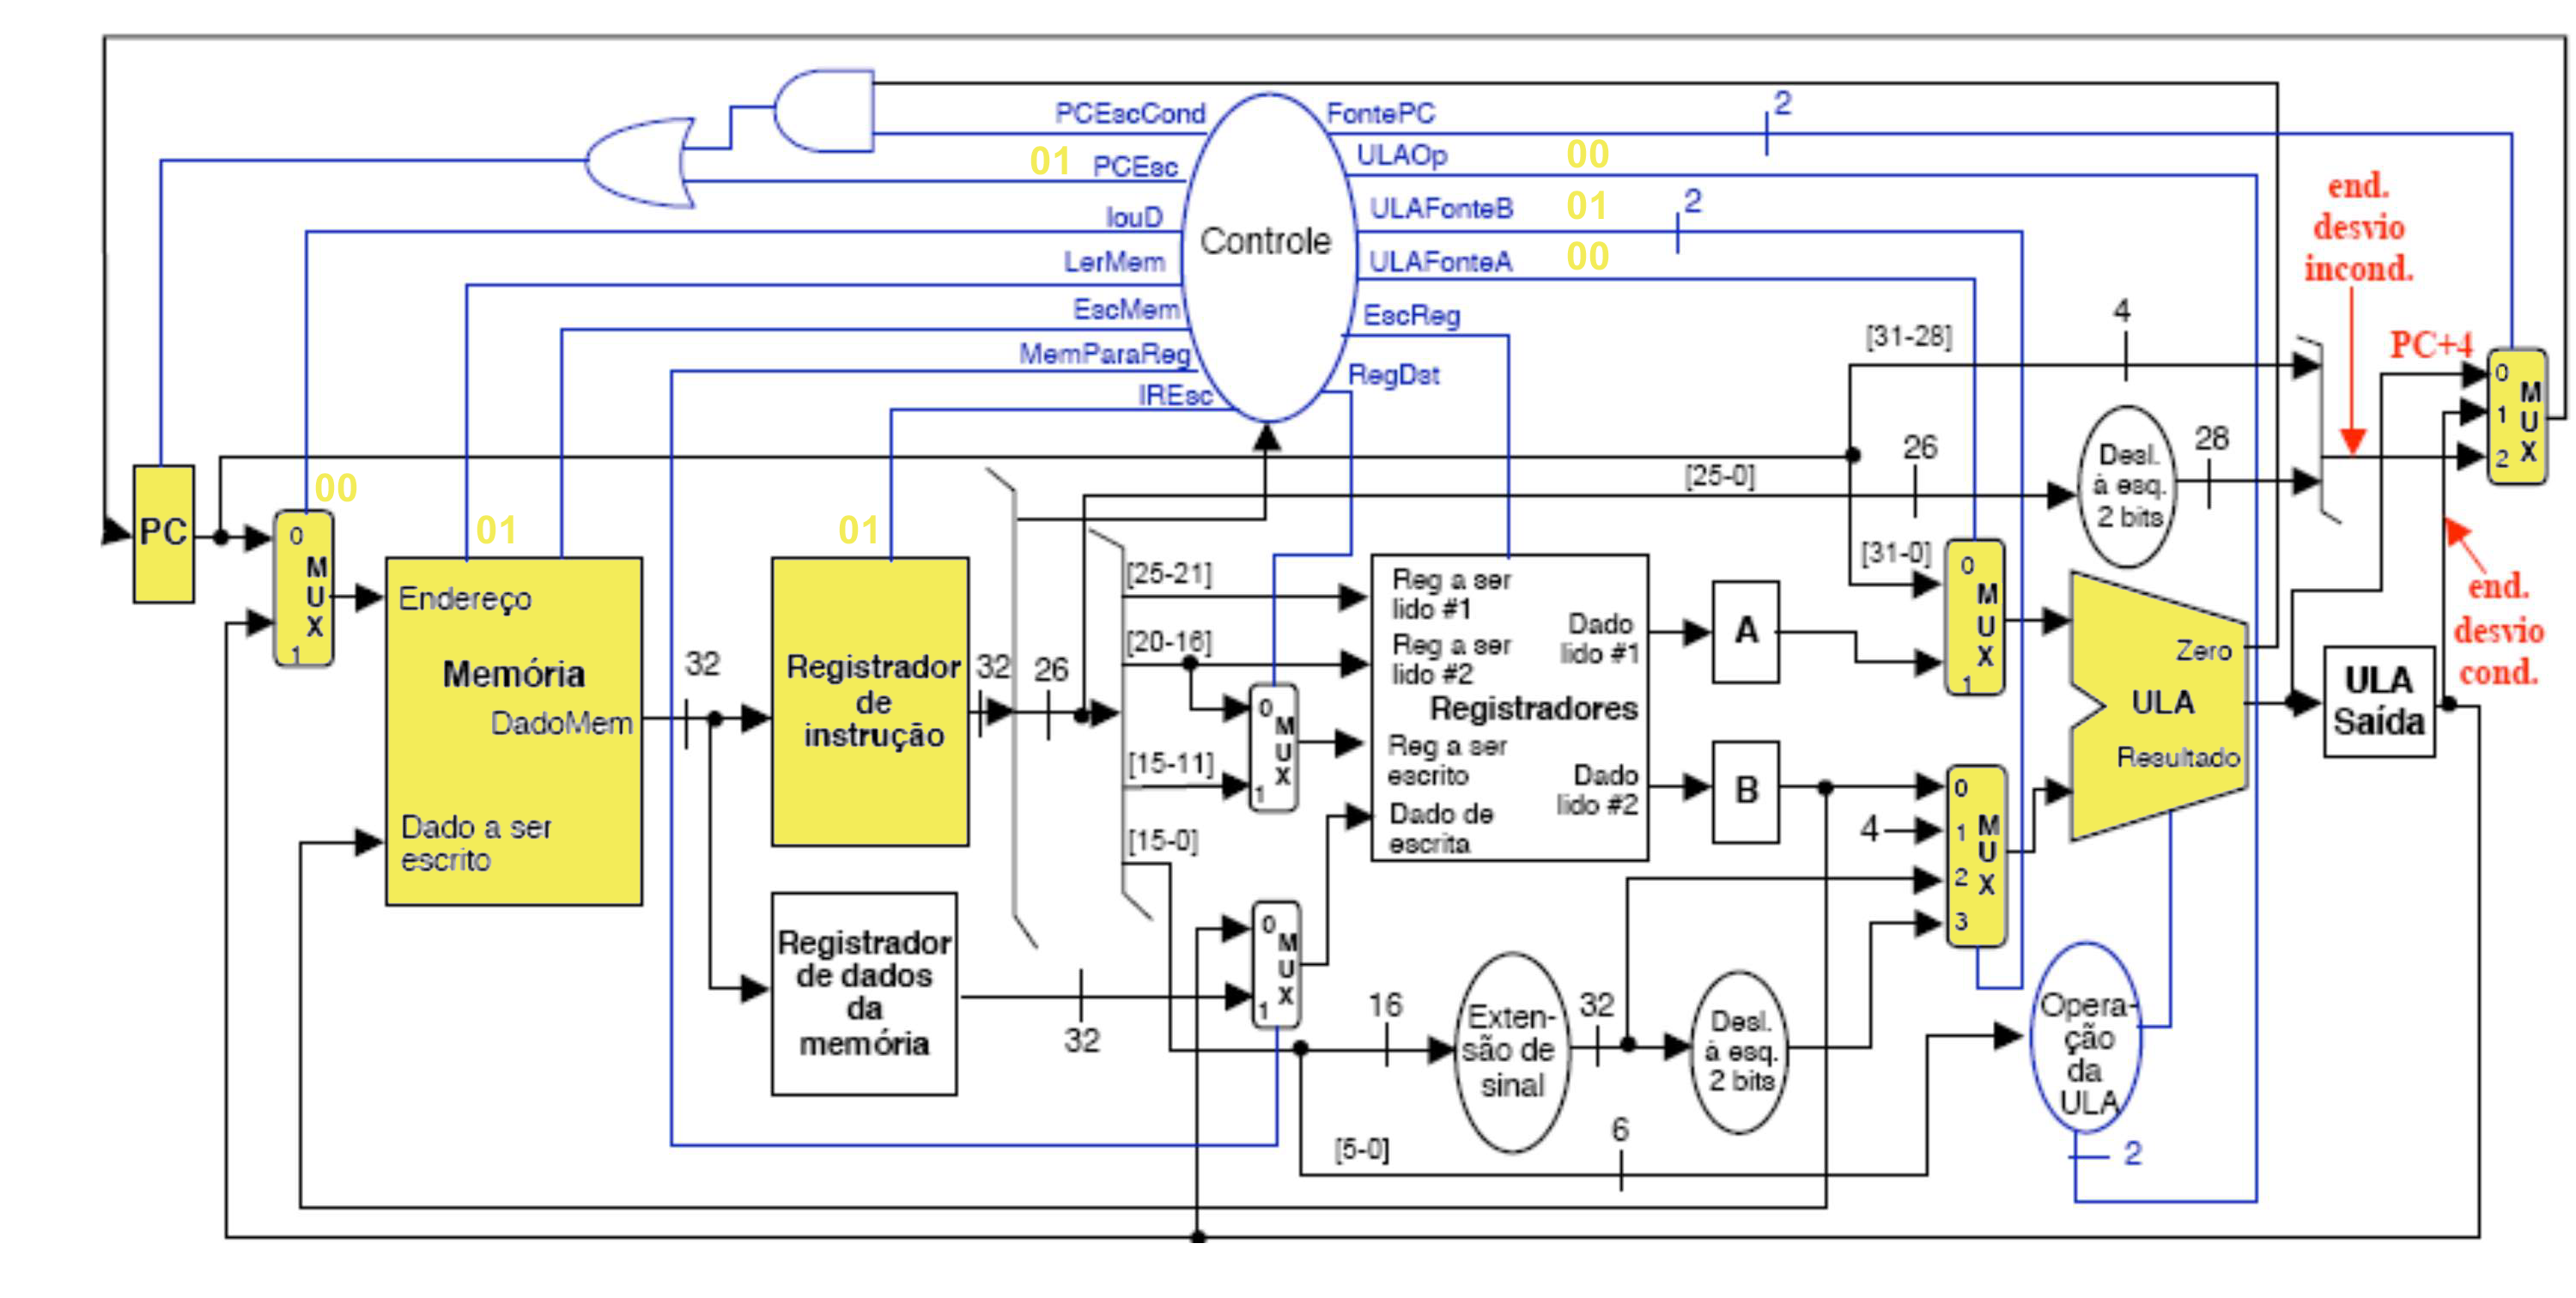 PCEscCond
FontePC
2
01
PCEsc
ULAOp
00
IouD
ULAFonteB
01
2
Controle
LerMem
ULAFonteA
00
EscMem
EscReg
MemParaReg
RegDst
IREsc
end.
desvio
incond.
[31-28]
4
PC+4
0
1
2
M
U
X
26
[25-0]
Desl.
à esq.
2 bits
28
00
PC
0
M
U
X
1
01
01
Endereço
Memória
DadoMem
Dado a ser
escrito
32
Registrador
de
instrução
32
26
[25-21]
[20-16]
[15-11]
[15-0]
0
M
U
X
1
Reg a ser
lido #1
Reg a ser
lido #2
Registradores
Reg a ser
escrito
Dado de
escrita
Dado
lido #1
Dado
lido #2
A
B
[31-0]
0
M
U
X
1
0
4
1
2
3
M
U
X
Zero
ULA
Resultado
ULA
Saída
end.
desvio
cond.
Registrador
de dados
da
memória
32
0
M
U
X
1
16
Exten-
são de
sinal
32
Desl.
à esq.
2 bits
Opera-
ção
da
ULA
[5-0]
6
2